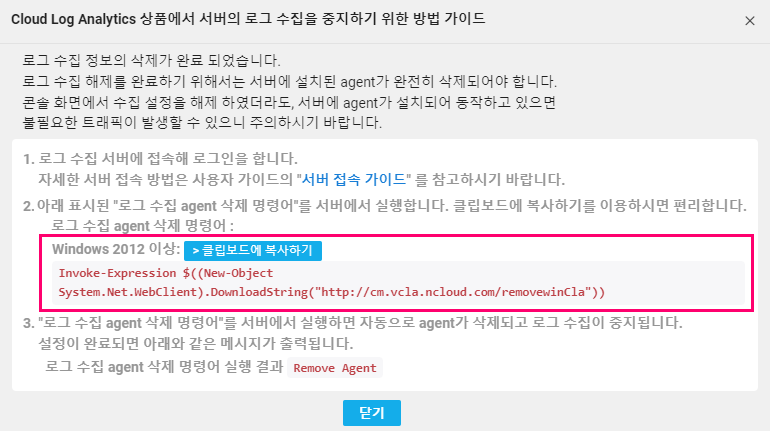 Cloud Log Analytics 상품에서 서버의 로그 수집을 중지하기 위한 방법 가이드 ×
로그 수집 정보의 삭제가 완료 되었습니다.
로그 수집 해제를 완료하기 위해서는 서버에 설치된 agent가 완전히 삭제되어야 합니다.
콘솔 화면에서 수집 설정을 해제 하였더라도, 서버에 agent가 설치되어 동작하고 있으면
불필요한 트래픽이 발생할 수 있으니 주의하시기 바랍니다.
1. 로그 수집 서버에 접속해 로그인을 합니다.
자세한 서버 접속 방법은 사용자 가이드의 "서버 접속 가이드" 를 참고하시기 바랍니다.
2. 아래 표시된 "로그 수집 agent 삭제 명령어"를 서버에서 실행합니다. 클립보드에 복사하기를 이용하시면 편리합니다.
로그 수집 agent 삭제 명령어 :
Windows 2012 이상: > 클립보드에 복사하기
Invoke-Expression $((New-Object
System.Net.WebClient).DownloadString("http://cm.vcla.ncloud.com/removewinCla"))
3. "로그 수집 agent 삭제 명령어"를 서버에서 실행하면 자동으로 agent가 삭제되고 로그 수집이 중지됩니다.
설정이 완료되면 아래와 같은 메시지가 출력됩니다.
로그 수집 agent 삭제 명령어 실행 결과 Remove Agent
닫기